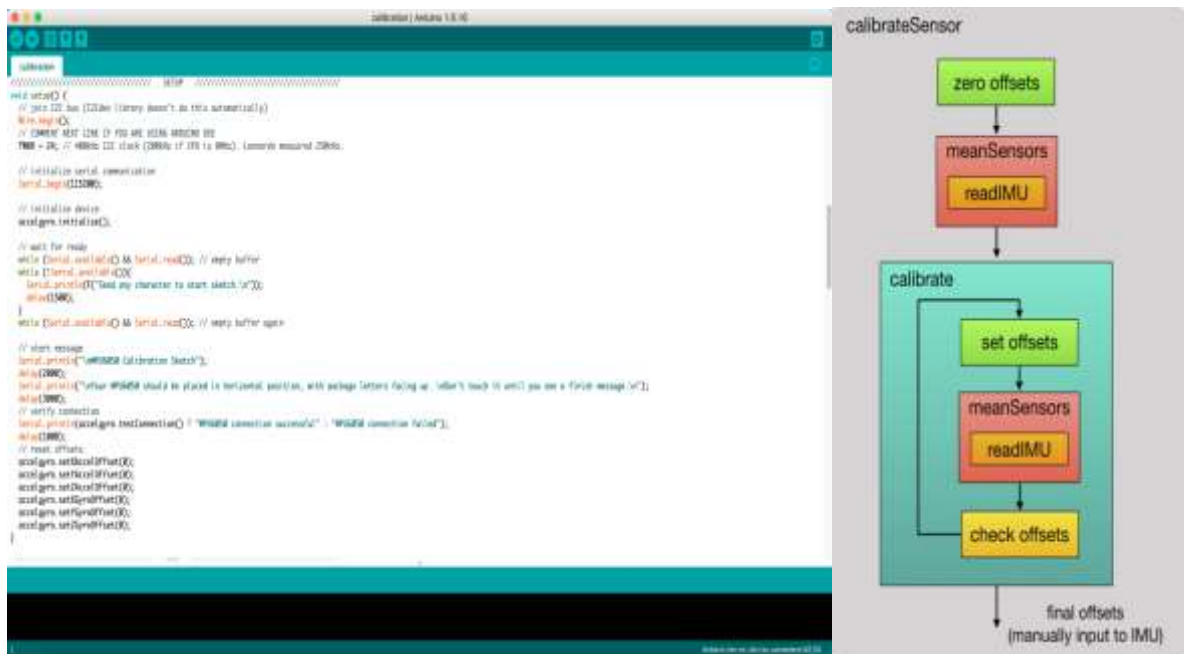 calibration | Arduino 1.8.16
calibration
//////////////////////////////////// SETUP ////////////////////////////////////
void setup() {
// join I2C bus (I2Cdev library doesn't do this automatically)
Wire.begin();
// COMMENT NEXT LINE IF YOU ARE USING ARDUINO DUE
TWBR = 24; // 400kHz I2C clock (200kHz if CPU is 8MHz). Leonardo measured 250kHz.
// initialize serial communication
Serial.begin(115200);
// initialize device
accelgyro.initialize();
// wait for ready
while (Serial.available() && Serial.read()); // empty buffer
while (!Serial.available()){
Serial.println(F("Send any character to start sketch.\n"));
delay(1500);
}
while (Serial.available() && Serial.read()); // empty buffer again
// start message
Serial.println("\nMPU6050 Calibration Sketch");
delay(2000);
Serial.println("\nYour MPU6050 should be placed in horizontal position, with package letters facing up. \nDon't touch it until you see a finish message.\n");
delay(3000);
// verify connection
Serial.println(accelgyro.testConnection() ? "MPU6050 connection successful" : "MPU6050 connection failed");
delay(1000);
// reset offsets
accelgyro.setXAccelOffset(0);
accelgyro.setYAccelOffset(0);
accelgyro.setZAccelOffset(0);
accelgyro.setXGyroOffset(0);
accelgyro.setYGyroOffset(0);
accelgyro.setZGyroOffset(0);
}
calibrateSensor
zero offsets
meanSensors
readIMU
calibrate
set offsets
meanSensors
readIMU
check offsets
final offsets
(manually input to IMU)